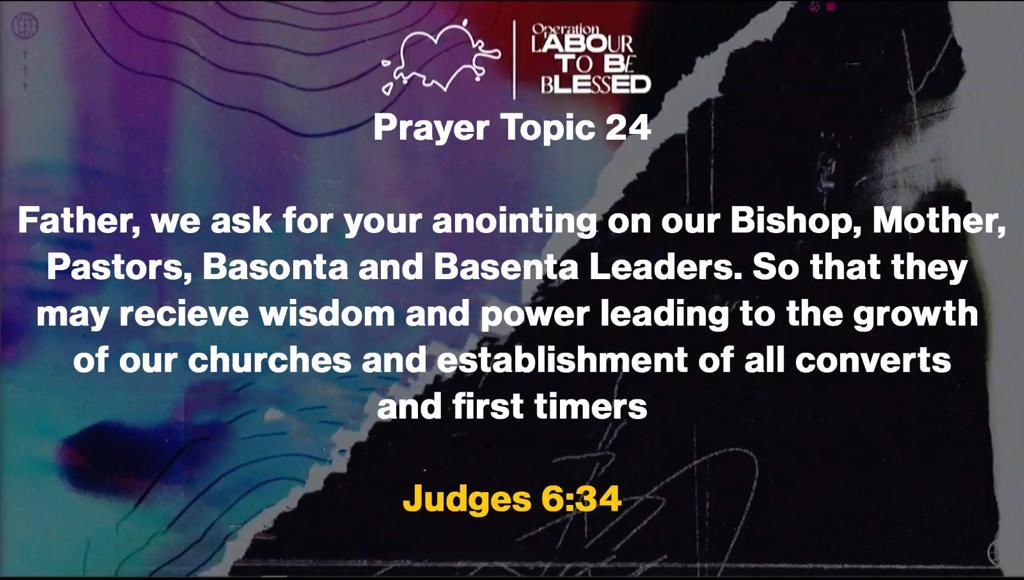 Operation
LABOUR
TO BE
BLESSED
Prayer Topic 24
Father, we ask for your anointing on our Bishop, Mother,
Pastors, Basonta and Basenta Leaders. So that they
may recieve wisdom and power leading to the growth
of our churches and establishment of all converts
and first timers
Judges 6:34